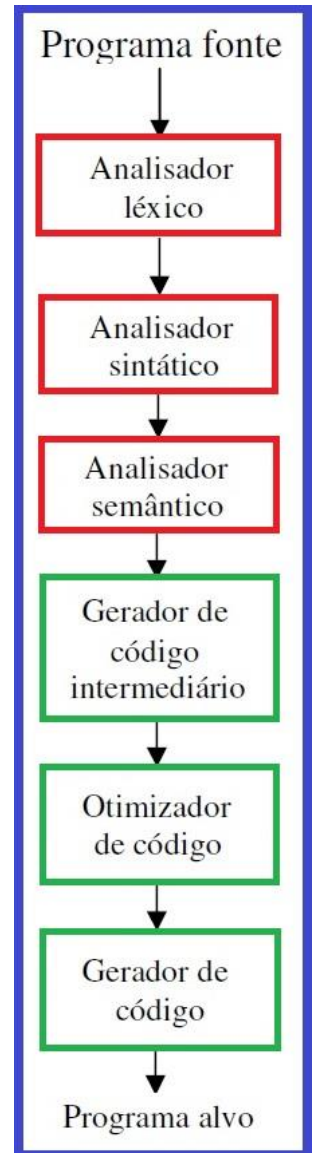 Programa fonte
Analisador
léxico
Analisador
sintático
Analisador
semântico
Gerador de
código
intermediário
Otimizador
de código
Gerador de
código
Programa alvo